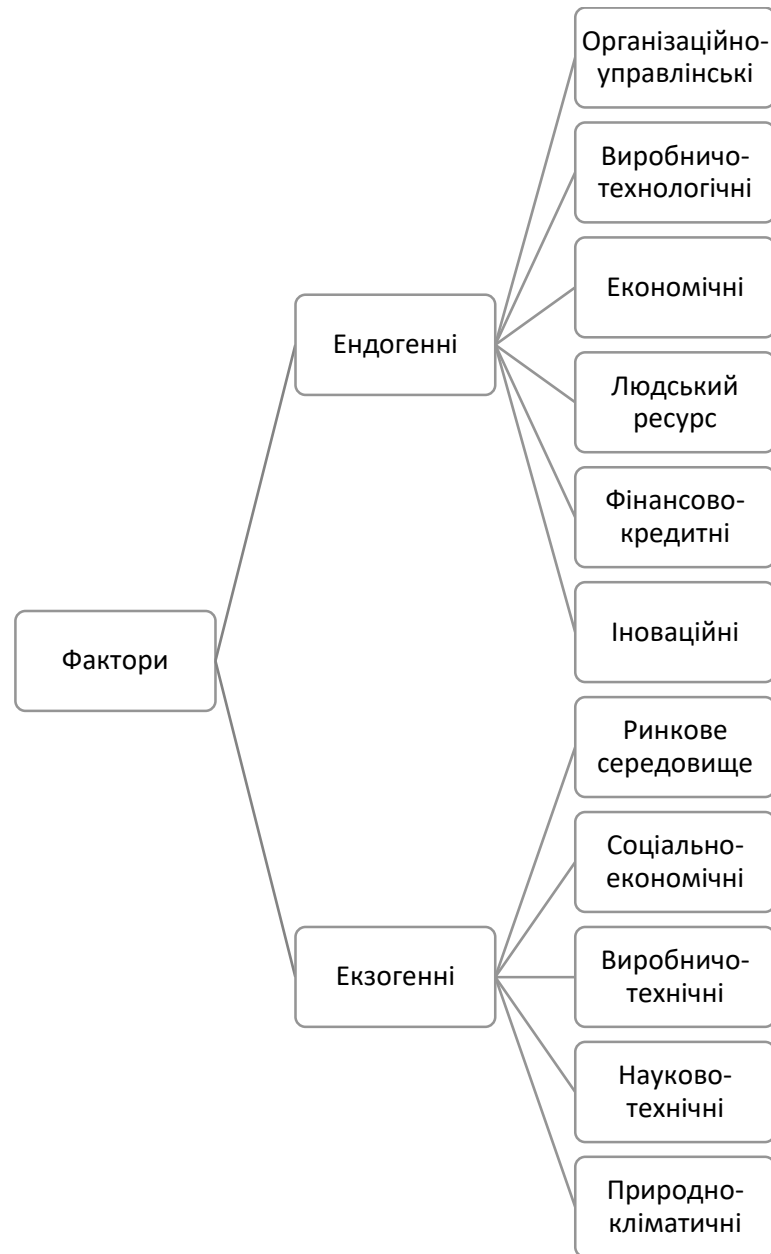 Організаційно-
управлінські
Виробничо-
технологічні
Економічні
Ендогенні
Людський
ресурс
Фінансово-
кредитні
Іноваційні
Фактори
Ринкове
середовище
Соціально-
економічні
Екзогенні
Виробничо-
технічні
Науково-
технічні
Природно-
кліматичні